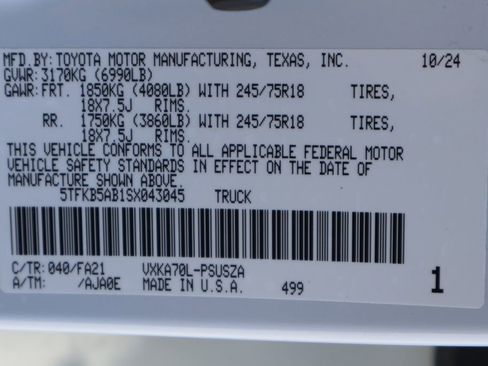 MFD.BY: TOYOTA MOTOR MANUFACTURING, TEXAS, INC. 10/24
GVWR: 3170KG (6990LB)
GAWR: FRT. 1850KG (4080LB) WITH 245/75R18 TIRES,
18X7.5J RIMS.
RR. 1750KG (3860LB) WITH 245/75R18 TIRES,
18X7.5J RIMS.
THIS VEHICLE CONFORMS TO ALL APPLICABLE FEDERAL MOTOR
VEHICLE SAFETY STANDARDS IN EFFECT ON THE DATE OF
MANUFACTURE SHOWN ABOVE.
5TFKB5AB1SX043045 TRUCK
C/TR: 040/FA21 VXKA70L-PSUSZA
A/TM: /AJA0E MADE IN U.S.A. 499 1